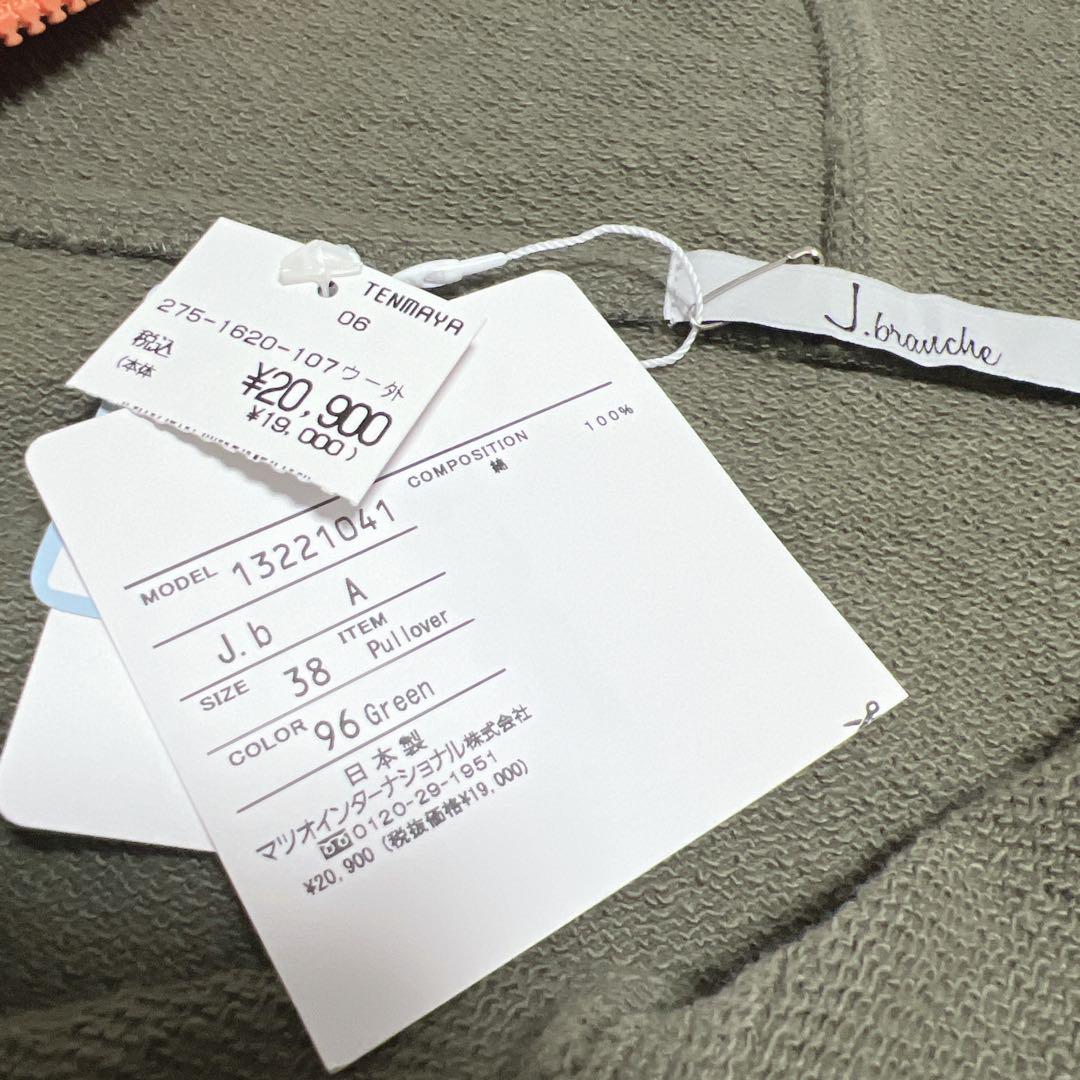 TENMAYA
06
275-1620-107ウー外
税込 ¥20,900
(本体 ¥19,000)
J.brauche
COMPOSITION
綿 100%
MODEL 13221041
J.b A
SIZE 38 ITEM Pullover
COLOR 96 Green
日本製
マツオインターナショナル株式会社
0120-29-1951
¥20,900 (税抜価格¥19,000)